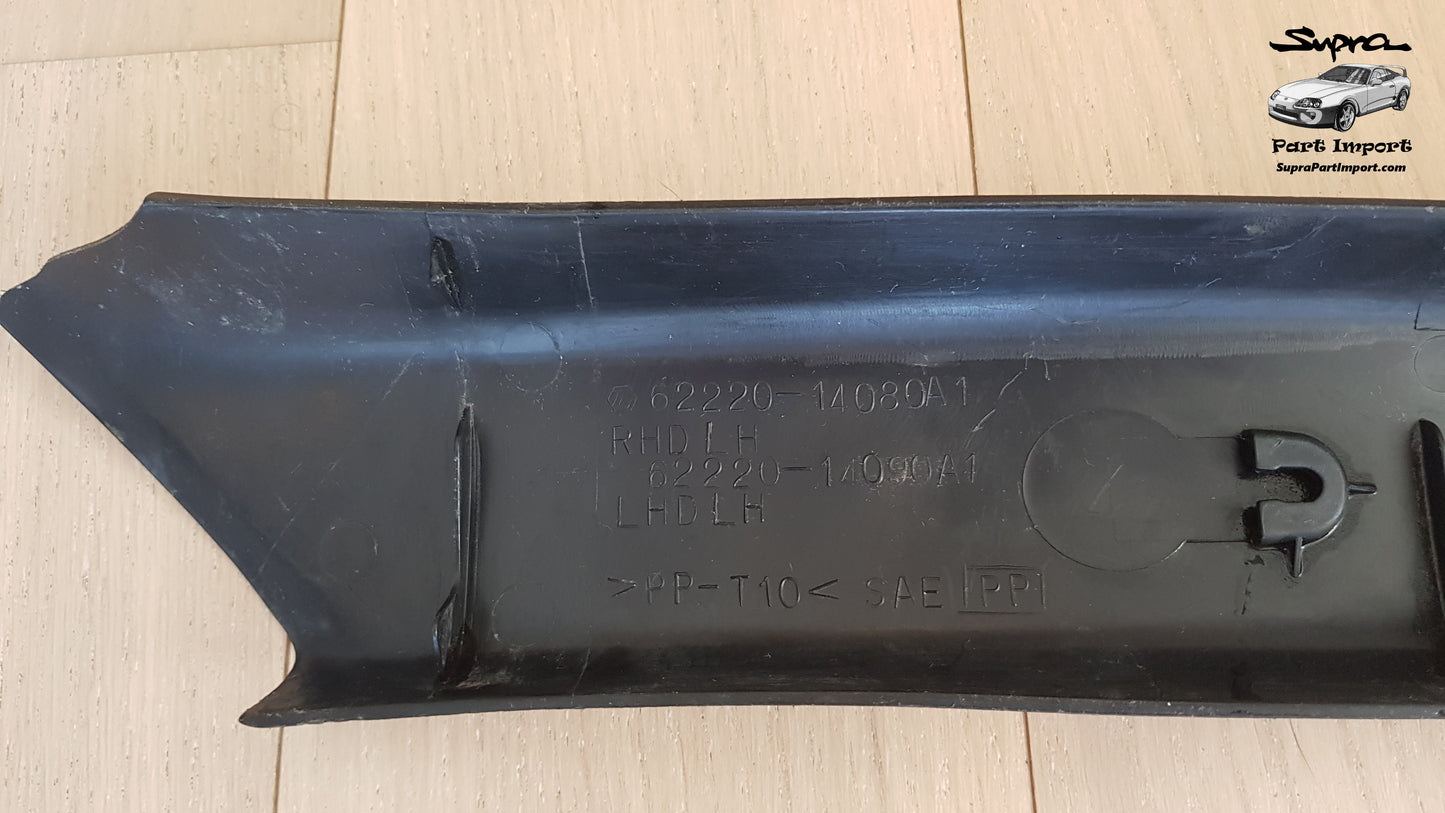 Supra
Part Import
SupraPartImport.com
62220-14080A1
RHD LH
62220-14090A1
LHD LH
>PP-T10< SAE PP